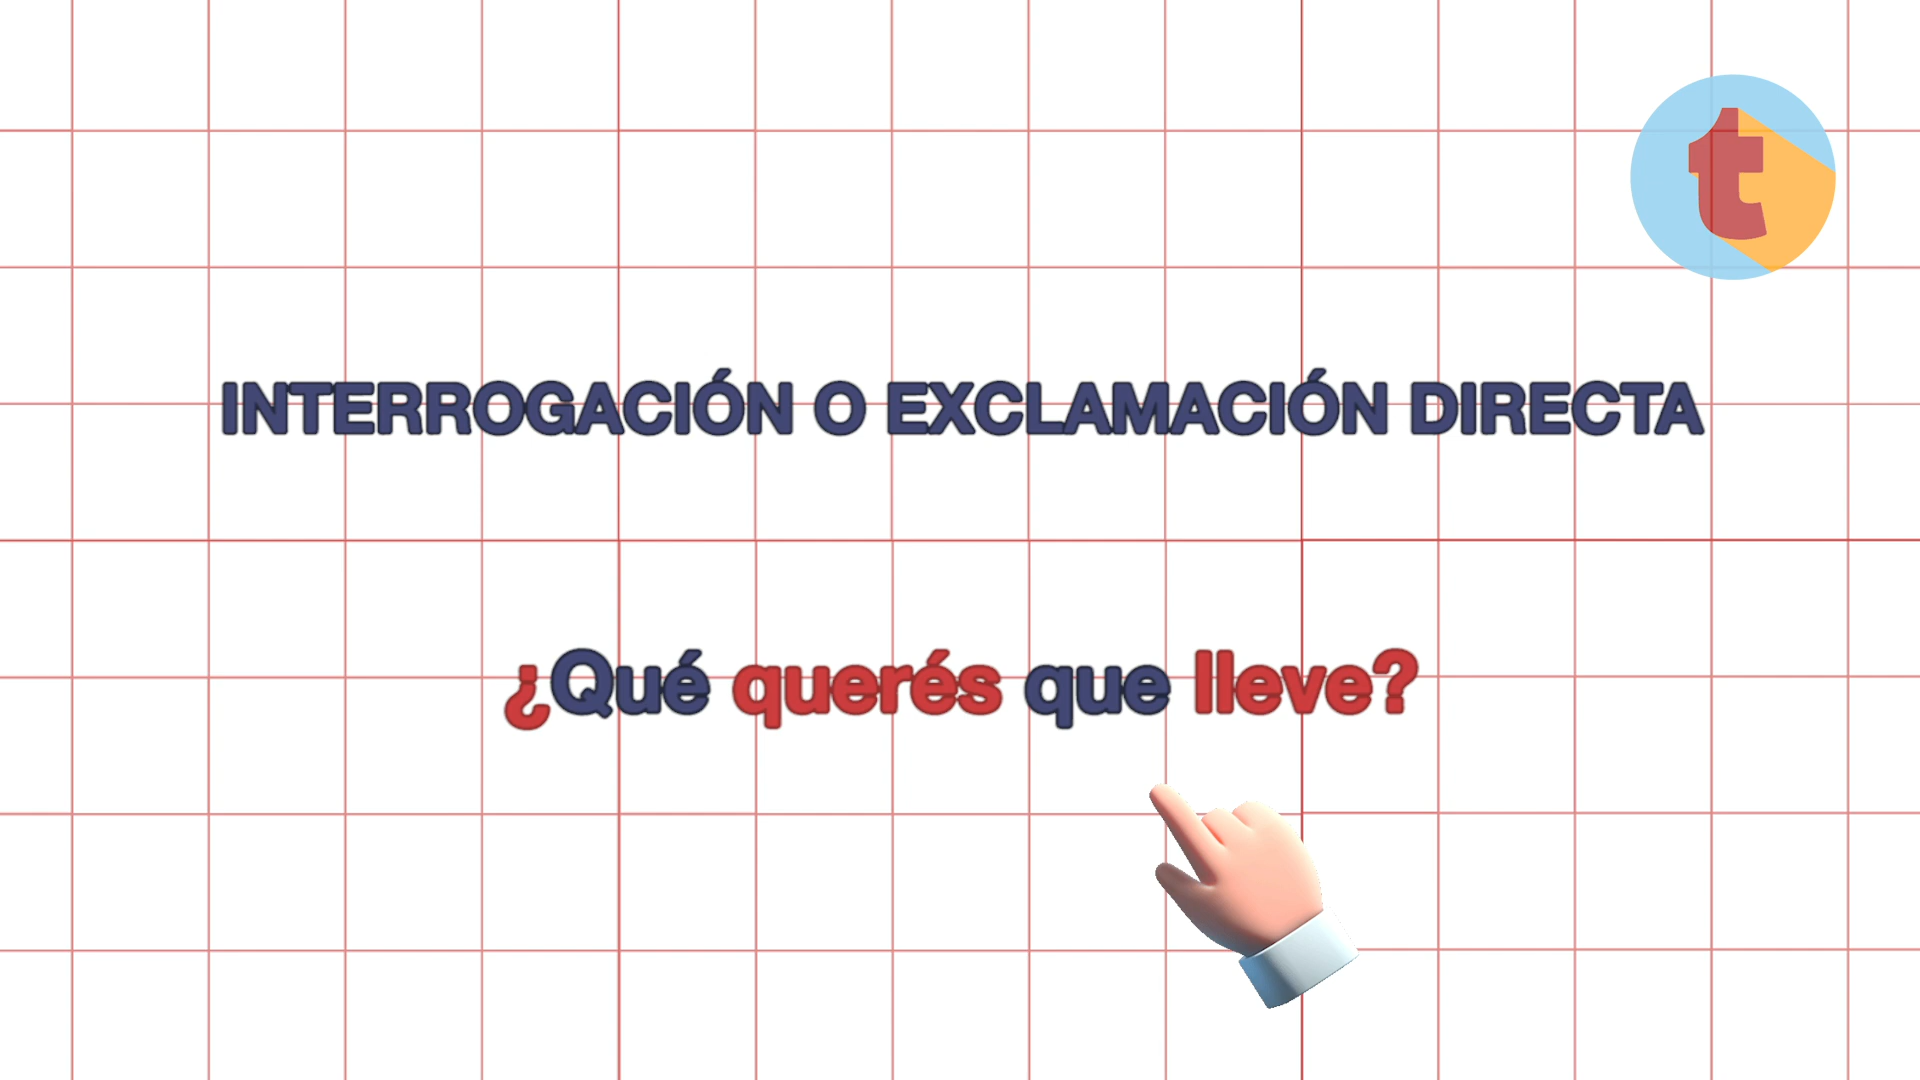 t
INTERROGACIÓN O EXCLAMACIÓN DIRECTA
¿Qué querés que lleve?